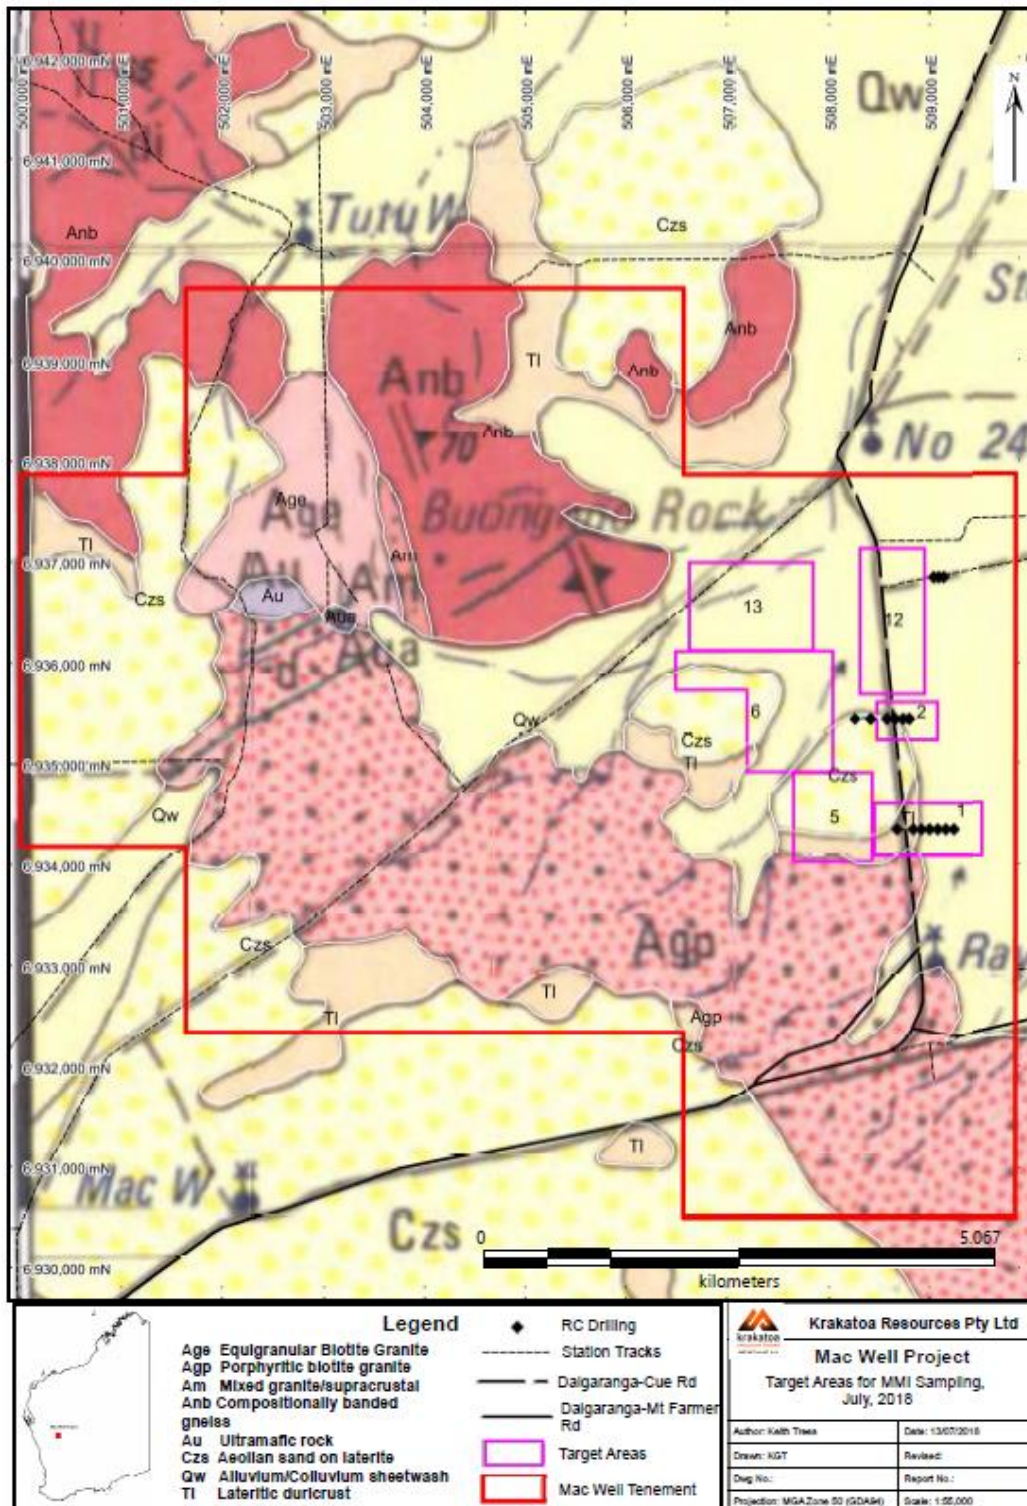 6,942,000 mN
500,000 mE
501,000 mE
502,000 mE
503,000 mE
504,000 mE
505,000 mE
506,000 mE
507,000 mE
508,000 mE
509,000 mE
Qw
N
6,941,000 mN
Anb
Tutu W
Czs
6,940,000 mN
St
Anb
6,939,000 mN
Tl
Anb
Anb
Anb
70
No 24
6,938,000 mN
Age
Age
Rock
Tl
6,937,000 mN
Am
Au
Am
13
12
Czs
Au
Aua
Aua
6,936,000 mN
d
Qw
6
2
Czs
6,935,000 mN
Tl
Czs
Qw
5
Tl
1
6,934,000 mN
Czs
Agp
6,933,000 mN
Ra
Tl
Tl
Agp
Czs
6,932,000 mN
Tl
6,931,000 mN
Mac W
Czs
0
5.067
6,930,000 mN
kilometers
Legend
Age Equigranular Biotite Granite
Agp Porphyritic biotite granite
Am Mixed granite/supracrustal
Anb Compositionally banded
gneiss
Au Ultramafic rock
Czs Aeolian sand on laterite
Qw Alluvium/Colluvium sheetwash
Tl Lateritic duricrust
RC Drilling
Station Tracks
Dalgaranga-Cue Rd
Dalgaranga-Mt Farmer
Rd
Target Areas
Mac Well Tenement
krakatoa
Krakatoa Resources Pty Ltd
Mac Well Project
Target Areas for MMI Sampling,
July, 2018
Author: Keith Trees
Date: 13/07/2018
Drawn: KGT
Revised:
Dwg No.:
Report No.:
Projection: MGA Zone 50 (GDA94)
Scale: 1:55,000